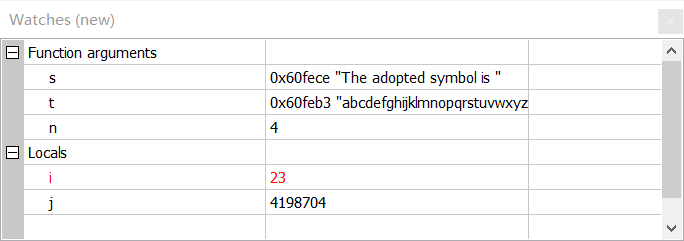 Watches (new)
Function arguments
s 0x60fece "The adopted symbol is "
t 0x60feb3 "abcdefghijklmnopqrstuvwxyz
n 4
Locals
i 23
j 4198704